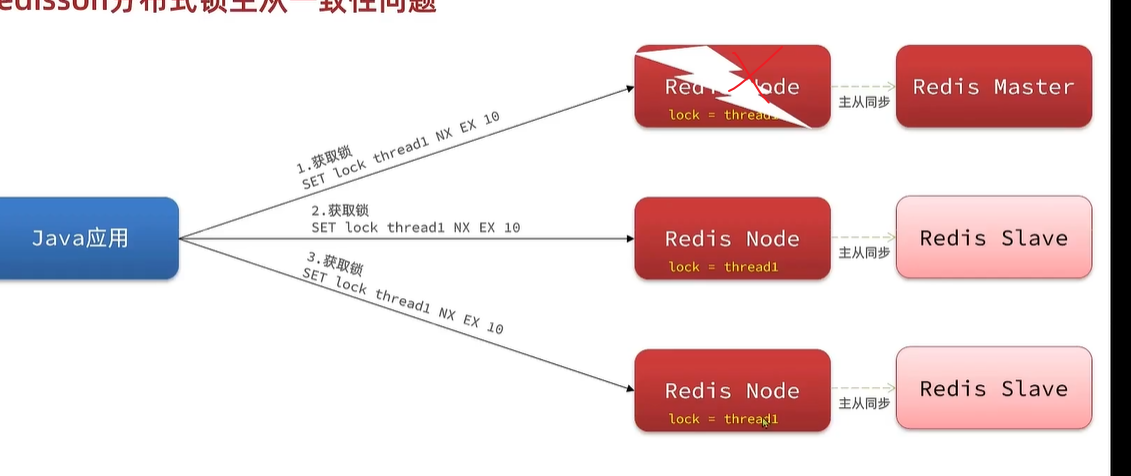 edisson分布式锁主从一致性问题
1.获取锁
SET lock thread1 NX EX 10
2.获取锁
SET lock thread1 NX EX 10
3.获取锁
SET lock thread1 NX EX 10
Java应用
Redis Node
lock = thread1
主从同步
Redis Master
Redis Node
lock = thread1
主从同步
Redis Slave
Redis Node
lock = thread1
主从同步
Redis Slave